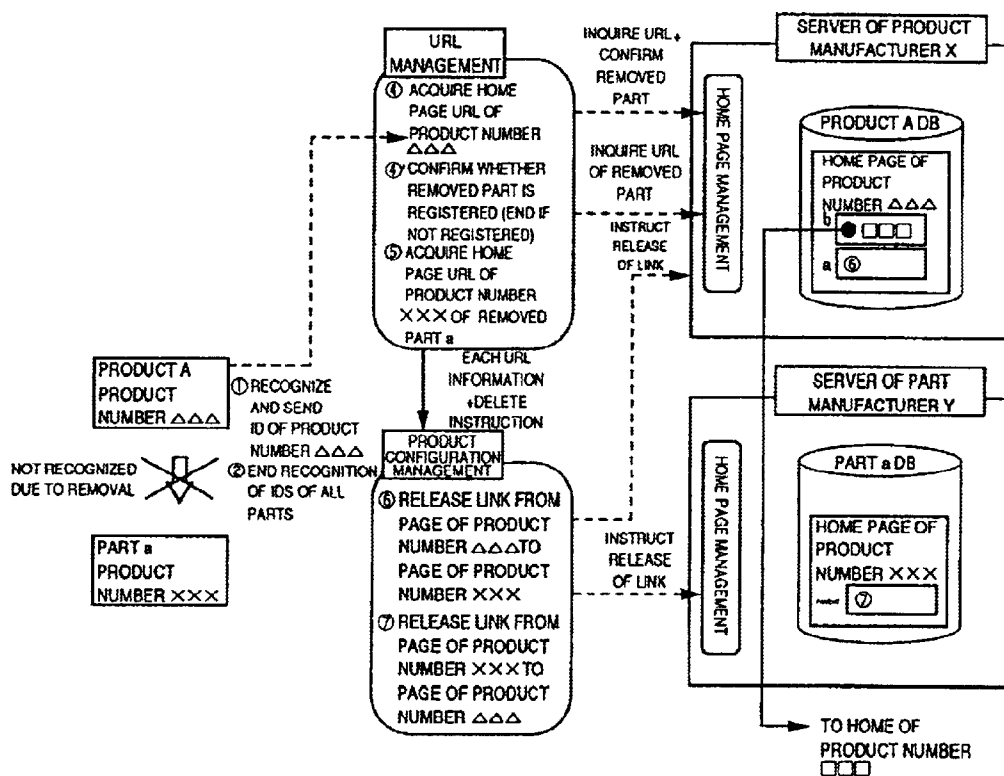 URL
MANAGEMENT
④ ACQUIRE HOME
PAGE URL OF
PRODUCT NUMBER
△△△
④' CONFIRM WHETHER
REMOVED PART IS
REGISTERED (END IF
NOT REGISTERED)
⑤ ACQUIRE HOME
PAGE URL OF
PRODUCT NUMBER
××× OF REMOVED
PART a
INQUIRE URL+
CONFIRM
REMOVED
PART
INQUIRE URL
OF REMOVED
PART
INSTRUCT
RELEASE
OF LINK
SERVER OF PRODUCT
MANUFACTURER X
HOME PAGE MANAGEMENT
PRODUCT A DB
HOME PAGE OF
PRODUCT
NUMBER △△△
b
● □□□
a ⑥
PRODUCT A
PRODUCT
NUMBER △△△
① RECOGNIZE
AND SEND
ID OF PRODUCT
NUMBER △△△
② END RECOGNITION
OF IDS OF ALL
PARTS
NOT RECOGNIZED
DUE TO REMOVAL
PART a
PRODUCT
NUMBER ×××
EACH URL
INFORMATION
+DELETE
INSTRUCTION
PRODUCT
CONFIGURATION
MANAGEMENT
⑥ RELEASE LINK FROM
PAGE OF PRODUCT
NUMBER △△△ TO
PAGE OF PRODUCT
NUMBER ×××
⑦ RELEASE LINK FROM
PAGE OF PRODUCT
NUMBER ××× TO
PAGE OF PRODUCT
NUMBER △△△
INSTRUCT
RELEASE
OF LINK
SERVER OF PART
MANUFACTURER Y
HOME PAGE MANAGEMENT
PART a DB
HOME PAGE OF
PRODUCT
NUMBER ×××
⑦
TO HOME OF
PRODUCT NUMBER
□□□